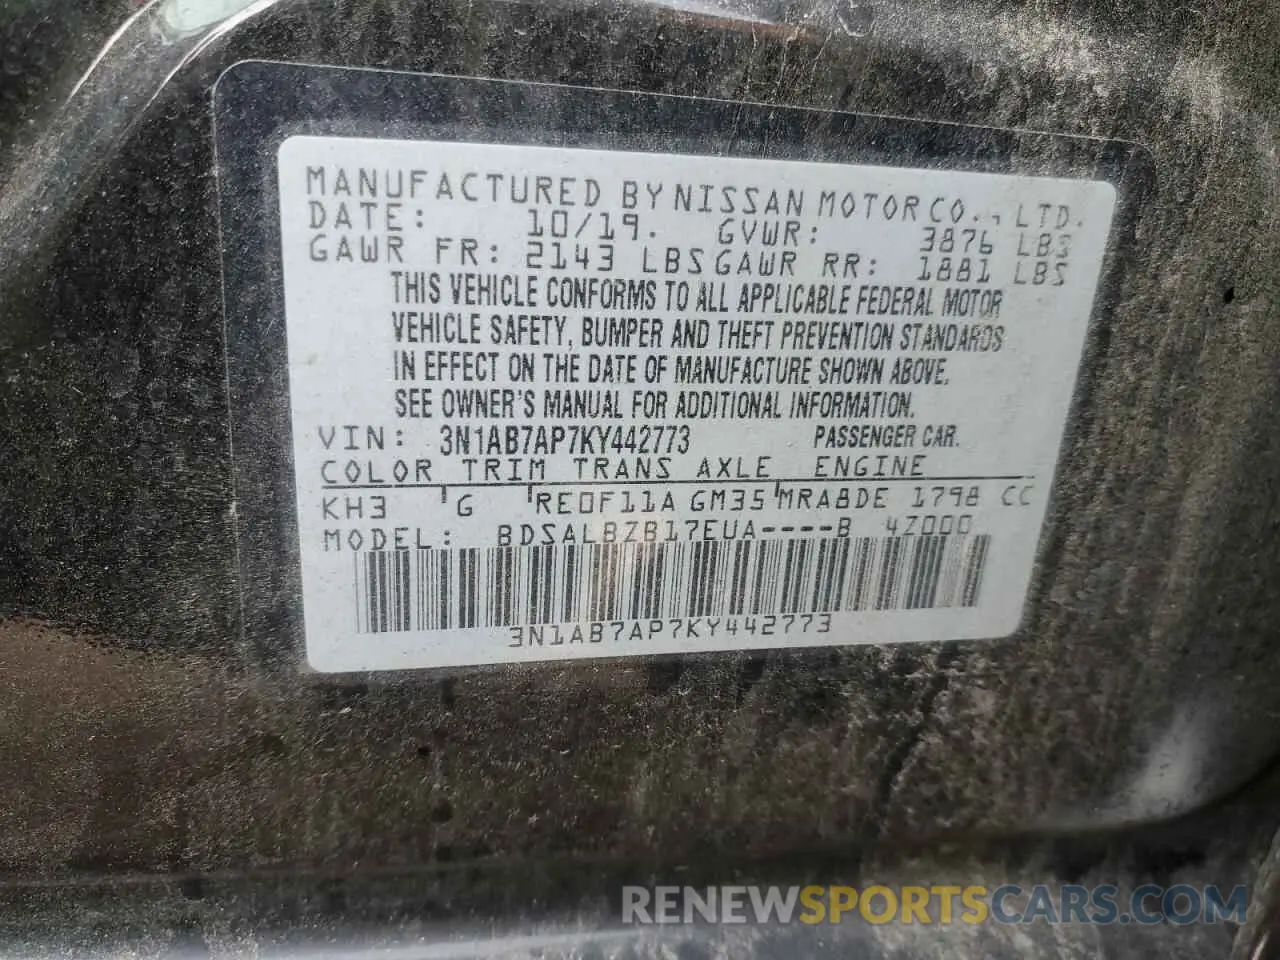 MANUFACTURED BY NISSAN MOTOR CO., LTD.
DATE: 10/19. GVWR: 3876 LBS
GAWR FR: 2143 LBS GAWR RR: 1881 LBS
THIS VEHICLE CONFORMS TO ALL APPLICABLE FEDERAL MOTOR
VEHICLE SAFETY, BUMPER AND THEFT PREVENTION STANDARDS
IN EFFECT ON THE DATE OF MANUFACTURE SHOWN ABOVE.
SEE OWNER'S MANUAL FOR ADDITIONAL INFORMATION.
VIN: 3N1AB7AP7KY442773 PASSENGER CAR.
COLOR TRIM TRANS AXLE ENGINE
KH3 G RE0F11A GM35 MRA8DE 1798 CC
MODEL: BDSALBZB17EUA----B 4Z000
3N1AB7AP7KY442773
RENEWSPORTSCARS.COM